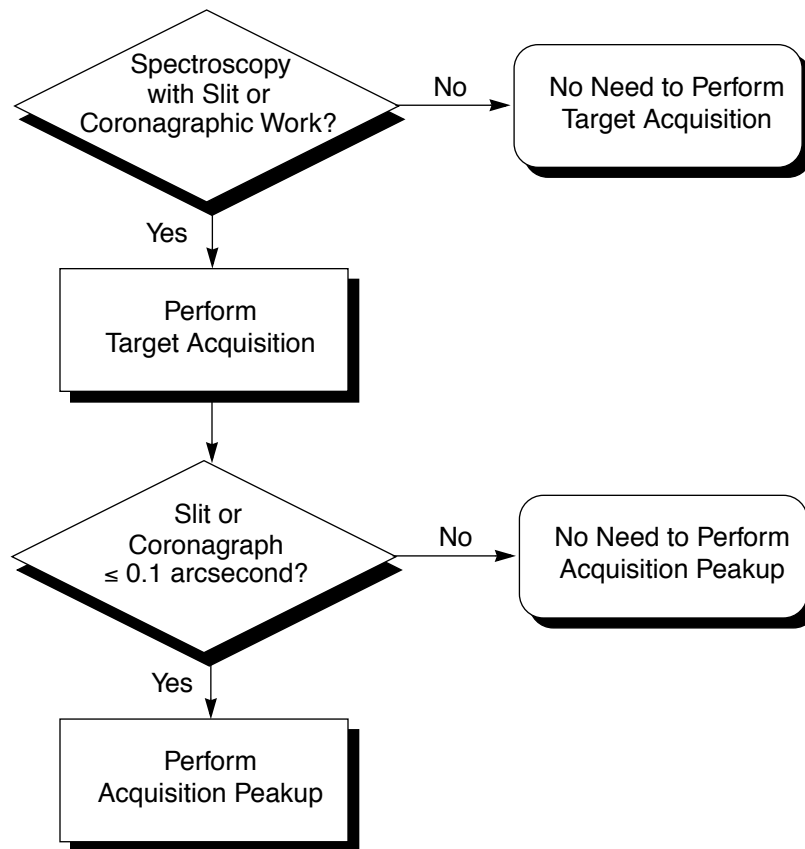 Spectroscopy
with Slit or
Coronagraphic Work?
No
No Need to Perform
Target Acquisition
Yes
Perform
Target Acquisition
Slit or
Coronagraph
≤ 0.1 arcsecond?
No
No Need to Perform
Acquisition Peakup
Yes
Perform
Acquisition Peakup